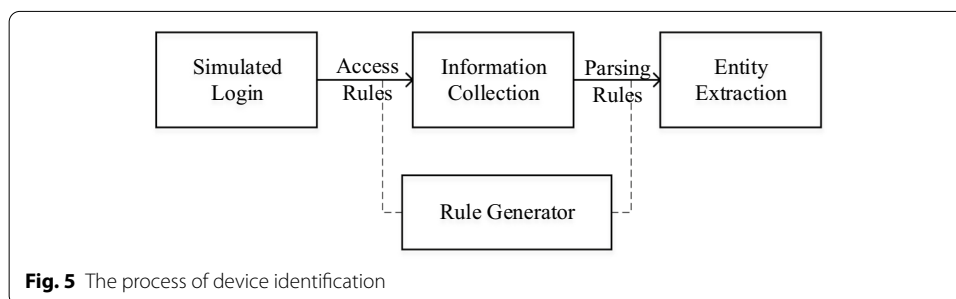 Simulated
Login
Access
Rules
Information
Collection
Parsing
Rules
Entity
Extraction
Rule Generator
Fig. 5 The process of device identification